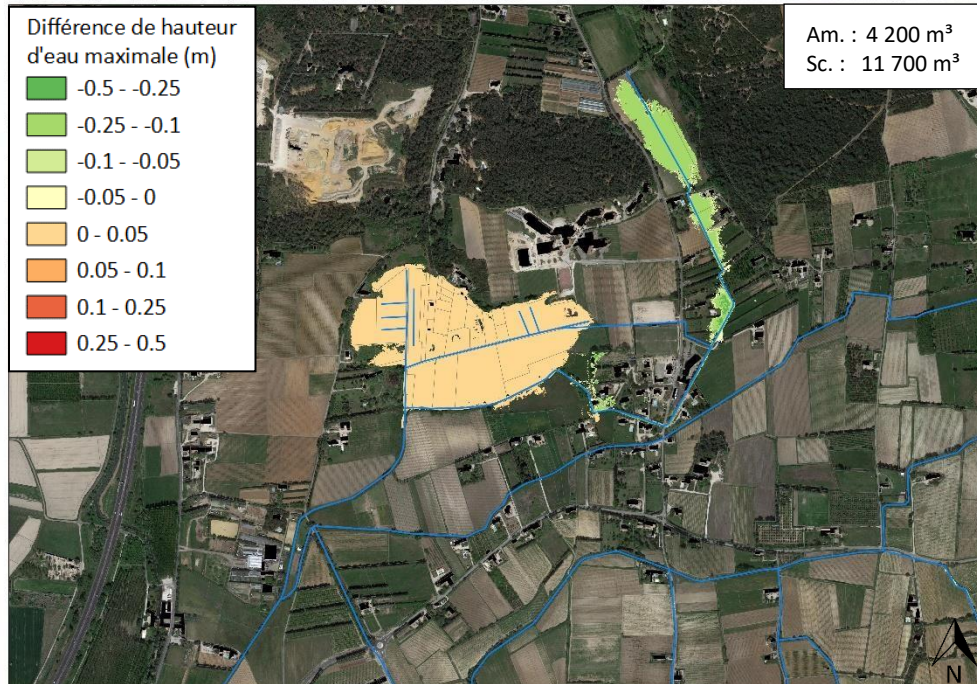 Différence de hauteur
d'eau maximale (m)
-0.5 - -0.25
-0.25 - -0.1
-0.1 - -0.05
-0.05 - 0
0 - 0.05
0.05 - 0.1
0.1 - 0.25
0.25 - 0.5
Am. : 4 200 m³
Sc. : 11 700 m³
N